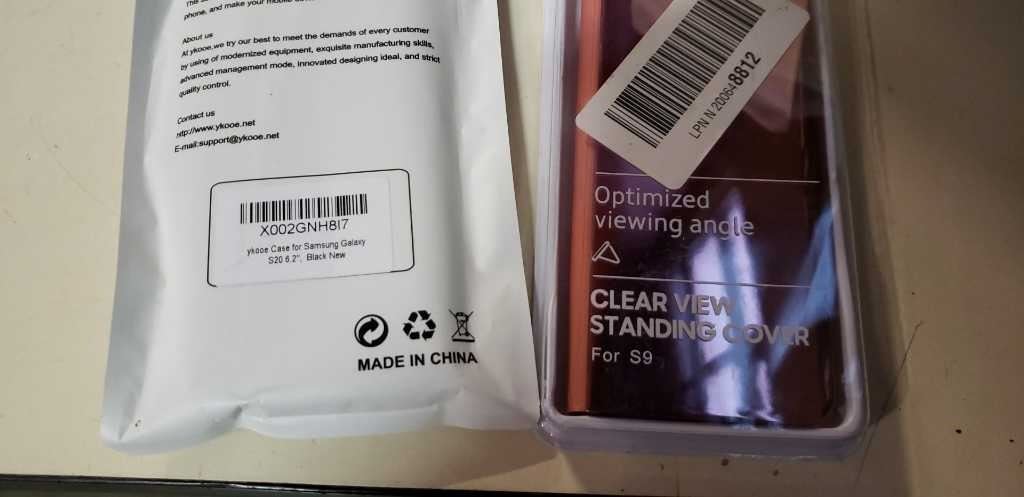 phone, and make your
About us
At ykooe,we try our best to meet the demands of every customer
by using of modernized equipment, exquisite manufacturing skills,
advanced management mode, innovated designing ideal, and strict
quality control.
Contact us
http://www.ykooe.net
E-mail:support@ykooe.net
X002GNH8I7
ykooe Case for Samsung Galaxy
S20 6.2", Black New
MADE IN CHINA
LPN N 20064 8812
Optimized
viewing angle
CLEAR VIEW
STANDING COVER
For S9